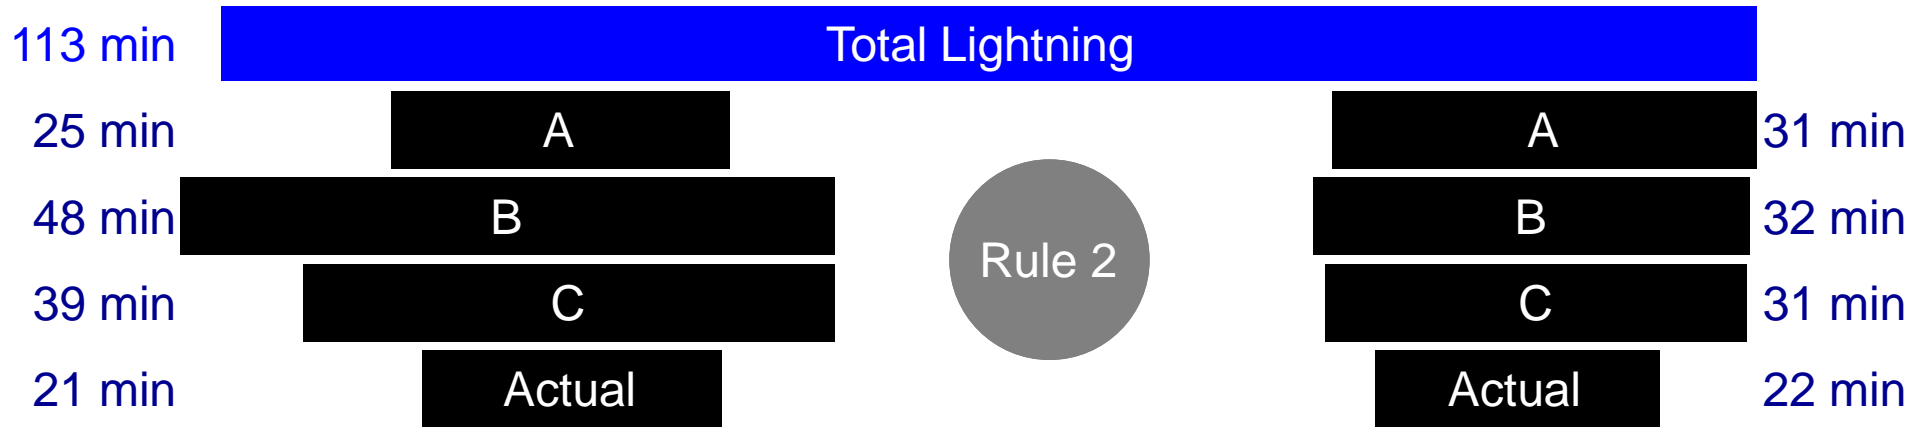 113 min Total Lightning
25 min A A 31 min
48 min B B 32 min
Rule 2
39 min C C 31 min
21 min Actual Actual 22 min